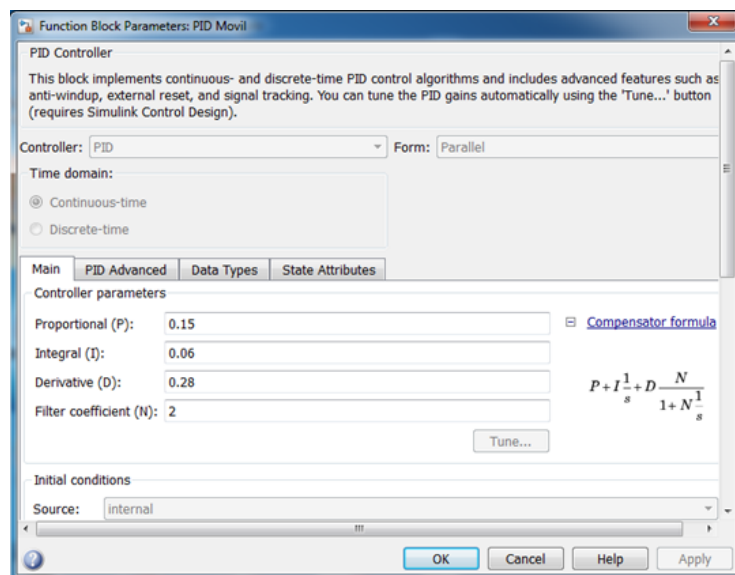 Function Block Parameters: PID Movil
PID Controller
This block implements continuous- and discrete-time PID control algorithms and includes advanced features such as
anti-windup, external reset, and signal tracking. You can tune the PID gains automatically using the 'Tune...' button
(requires Simulink Control Design).
Controller: PID Form: Parallel
Time domain:
Continuous-time
Discrete-time
Main PID Advanced Data Types State Attributes
Controller parameters
Proportional (P): 0.15 Compensator formula
Integral (I): 0.06
Derivative (D): 0.28
P+I 1/s +D N/(1+N 1/s)
Filter coefficient (N): 2
Tune...
Initial conditions
Source: internal
OK Cancel Help Apply